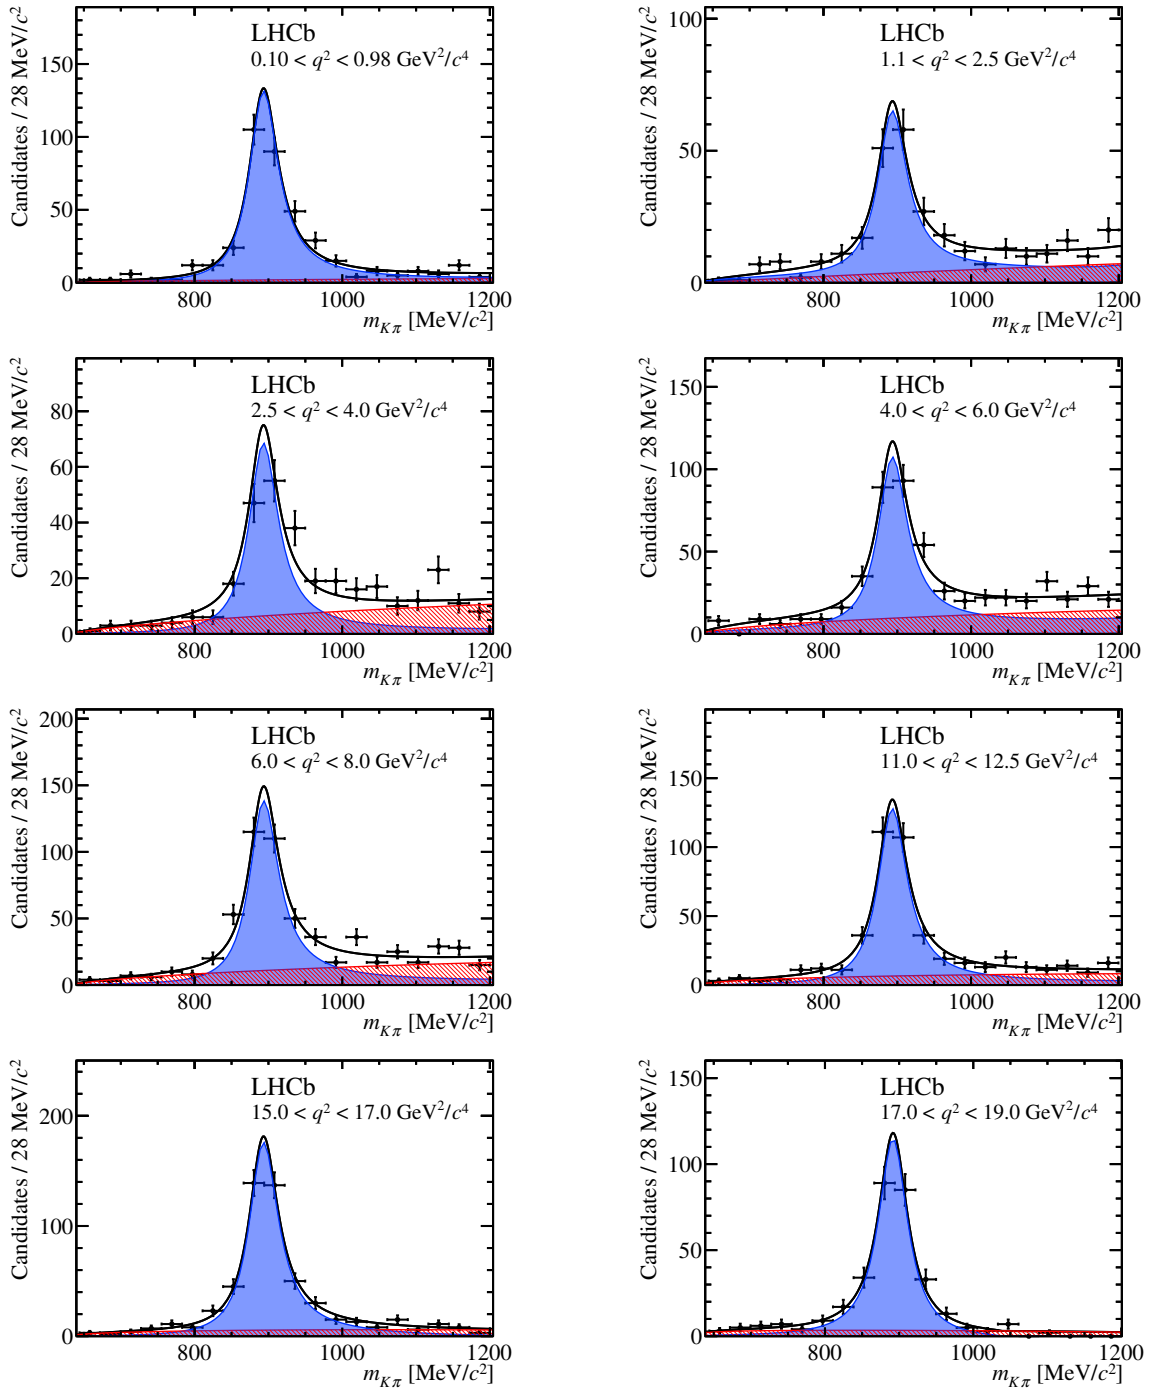 Candidates / 28 MeV/c²
150
100
50
0
LHCb
0.10 < q² < 0.98 GeV²/c⁴
800 1000 1200
m_Kπ [MeV/c²]
Candidates / 28 MeV/c²
100
50
0
LHCb
1.1 < q² < 2.5 GeV²/c⁴
800 1000 1200
m_Kπ [MeV/c²]
Candidates / 28 MeV/c²
80
60
40
20
0
LHCb
2.5 < q² < 4.0 GeV²/c⁴
800 1000 1200
m_Kπ [MeV/c²]
Candidates / 28 MeV/c²
150
100
50
0
LHCb
4.0 < q² < 6.0 GeV²/c⁴
800 1000 1200
m_Kπ [MeV/c²]
Candidates / 28 MeV/c²
200
150
100
50
0
LHCb
6.0 < q² < 8.0 GeV²/c⁴
800 1000 1200
m_Kπ [MeV/c²]
Candidates / 28 MeV/c²
150
100
50
0
LHCb
11.0 < q² < 12.5 GeV²/c⁴
800 1000 1200
m_Kπ [MeV/c²]
Candidates / 28 MeV/c²
200
100
0
LHCb
15.0 < q² < 17.0 GeV²/c⁴
800 1000 1200
m_Kπ [MeV/c²]
Candidates / 28 MeV/c²
150
100
50
0
LHCb
17.0 < q² < 19.0 GeV²/c⁴
800 1000 1200
m_Kπ [MeV/c²]